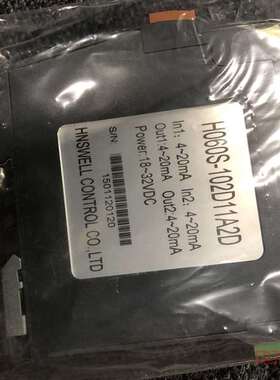 H060S-102D11A2D
In1: 4~20mA In2: 4~20mA
Out1:4~20mA Out2:4~20mA
Power:18~32VDC
S/N:
1501120120
HNSWELL CONTROL CO.,LTD